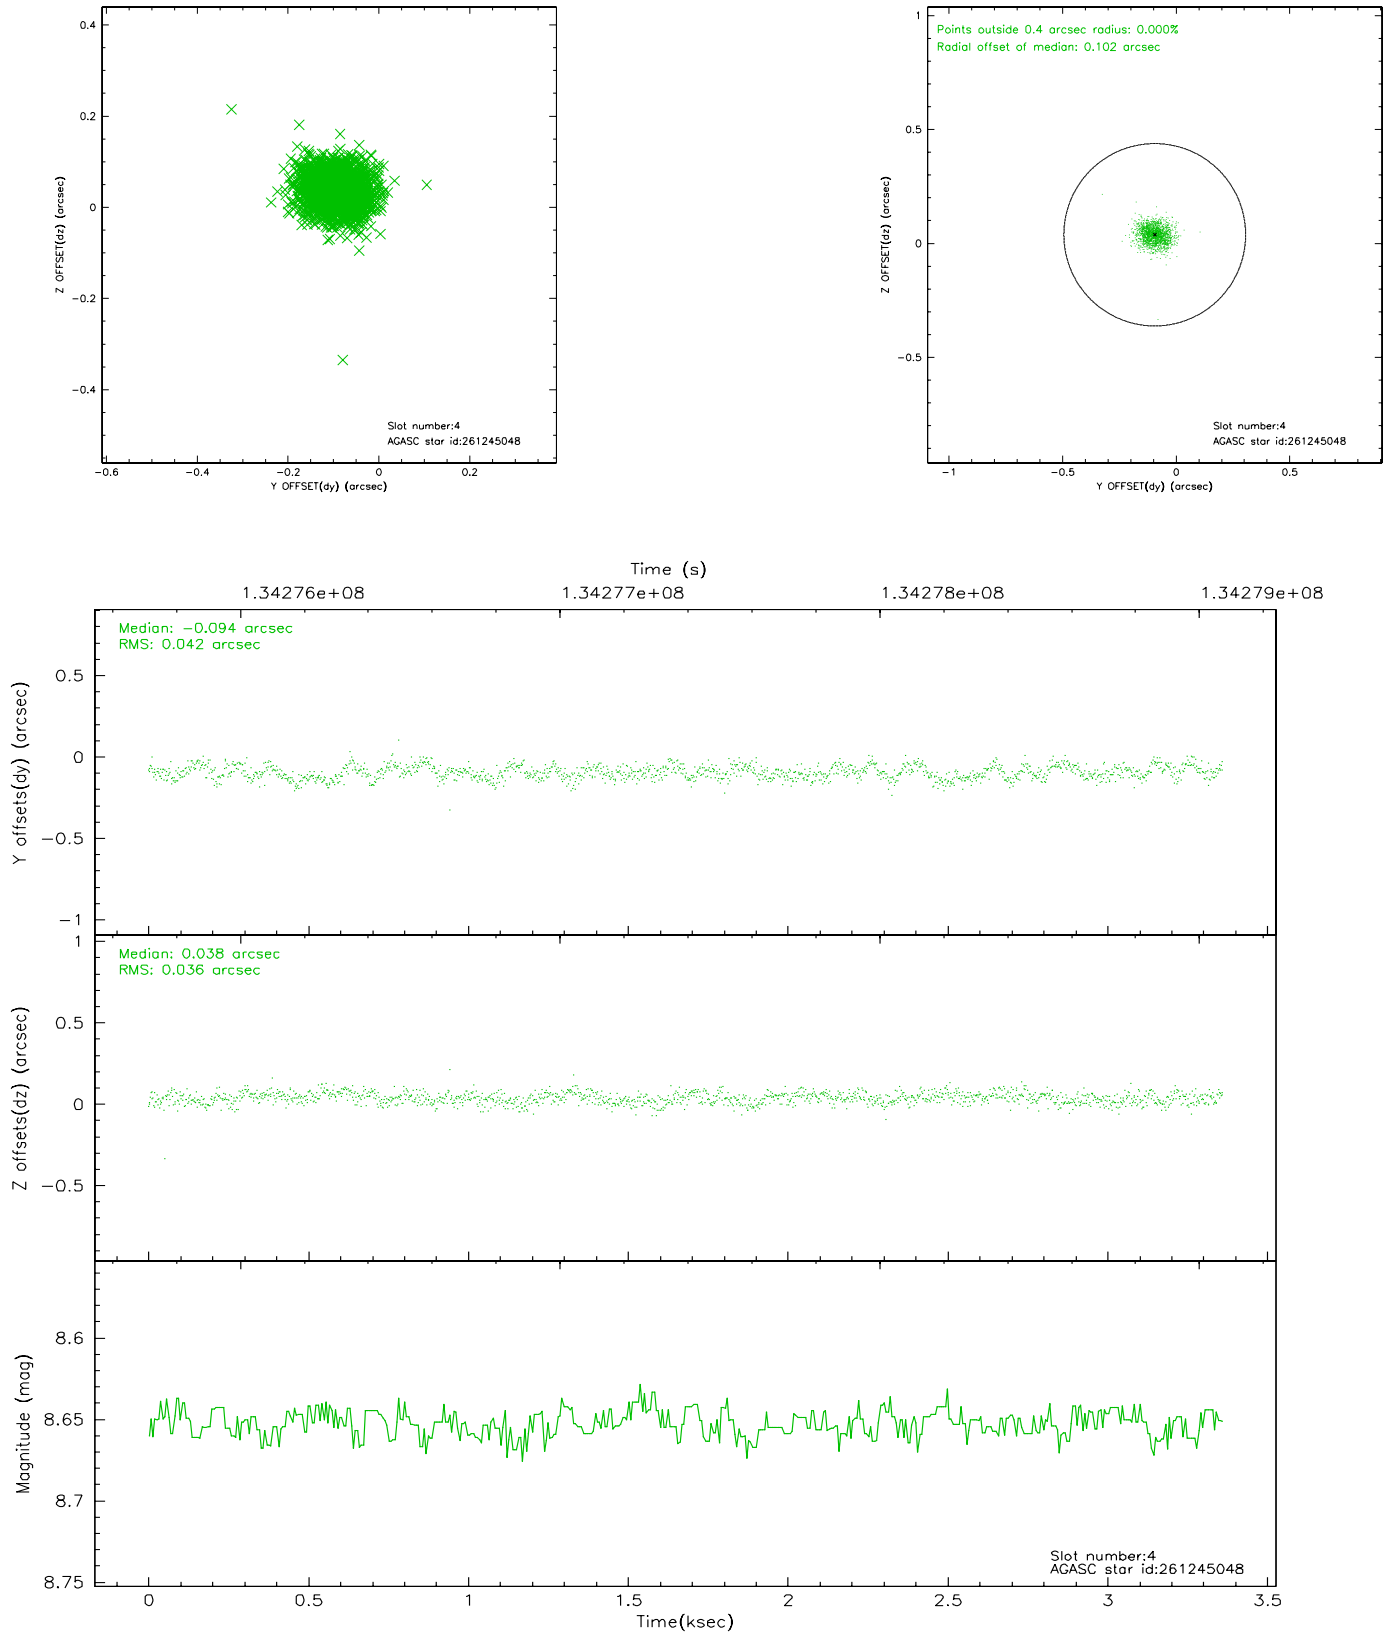 0.4
0.2
0
−0.2
−0.4
Z OFFSET(dz) (arcsec)
Slot number:4
AGASC star id:261245048
−0.6 −0.4 −0.2 0 0.2
Y OFFSET(dy) (arcsec)
Points outside 0.4 arcsec radius: 0.000%
Radial offset of median: 0.102 arcsec
1
0.5
0
−0.5
Z OFFSET(dz) (arcsec)
Slot number:4
AGASC star id:261245048
−1 −0.5 0 0.5
Y OFFSET(dy) (arcsec)
Time (s)
1.34276e+08 1.34277e+08 1.34278e+08 1.34279e+08
Median: −0.094 arcsec
RMS: 0.042 arcsec
0.5
0
−0.5
−1
Y offsets(dy) (arcsec)
Median: 0.038 arcsec
RMS: 0.036 arcsec
1
0.5
0
−0.5
Z offsets(dz) (arcsec)
8.6
8.65
8.7
8.75
Magnitude (mag)
Slot number:4
AGASC star id:261245048
0 0.5 1 1.5 2 2.5 3 3.5
Time(ksec)